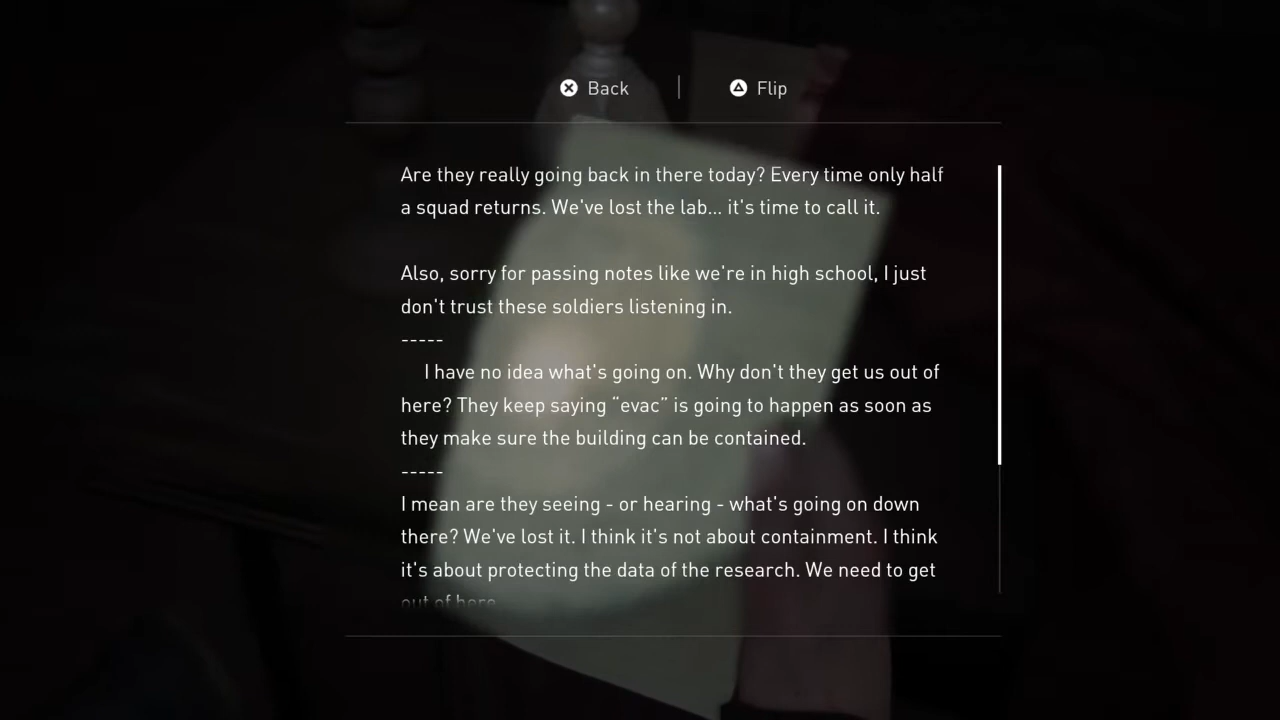 Back | Flip
Are they really going back in there today? Every time only half
a squad returns. We've lost the lab... it's time to call it.
Also, sorry for passing notes like we're in high school, I just
don't trust these soldiers listening in.
-----
I have no idea what's going on. Why don't they get us out of
here? They keep saying “evac” is going to happen as soon as
they make sure the building can be contained.
-----
I mean are they seeing - or hearing - what's going on down
there? We've lost it. I think it's not about containment. I think
it's about protecting the data of the research. We need to get
out of here